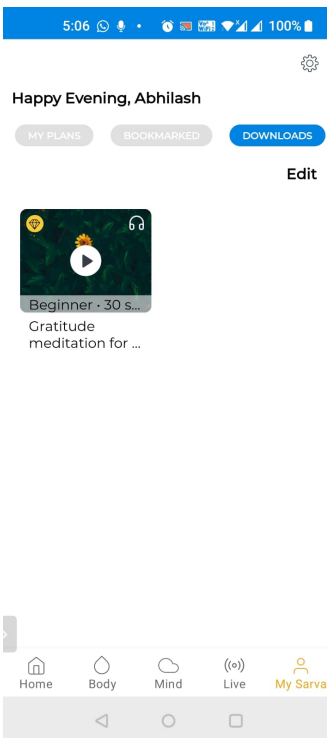 5:06 100%
Happy Evening, Abhilash
MY PLANS BOOKMARKED DOWNLOADS
Edit
Beginner · 30 s...
Gratitude
meditation for ...
Home Body Mind Live My Sarva